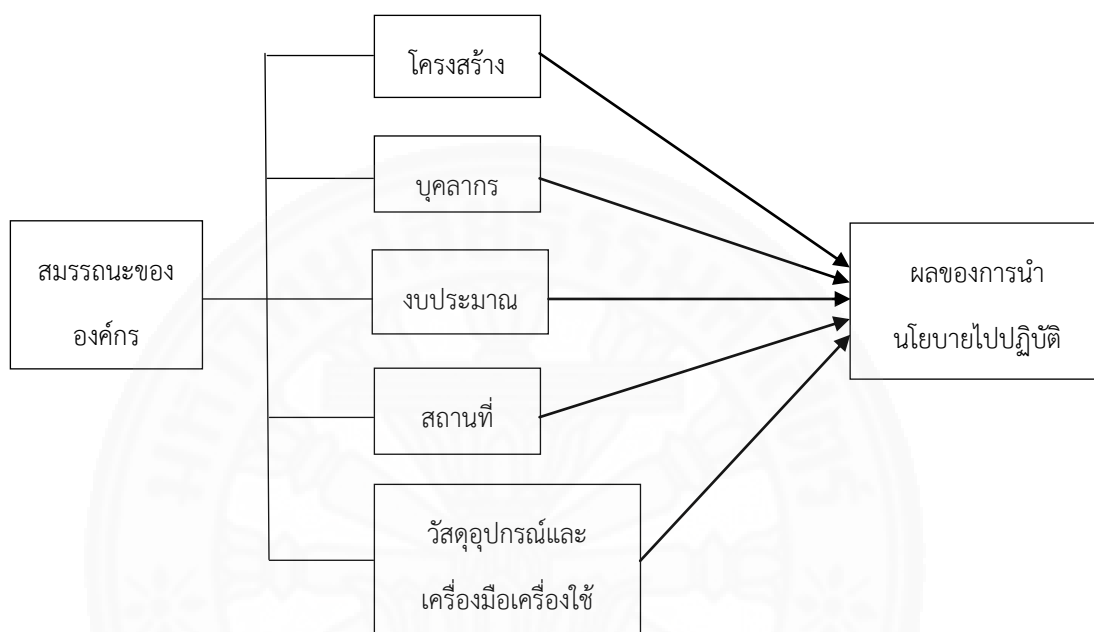 โครงสร้าง
บุคลากร
สมรรถนะของ
องค์กร
งบประมาณ
สถานที่
วัสดุอุปกรณ์และ
เครื่องมือเครื่องใช้
ผลของการนำ
นโยบายไปปฏิบัติ